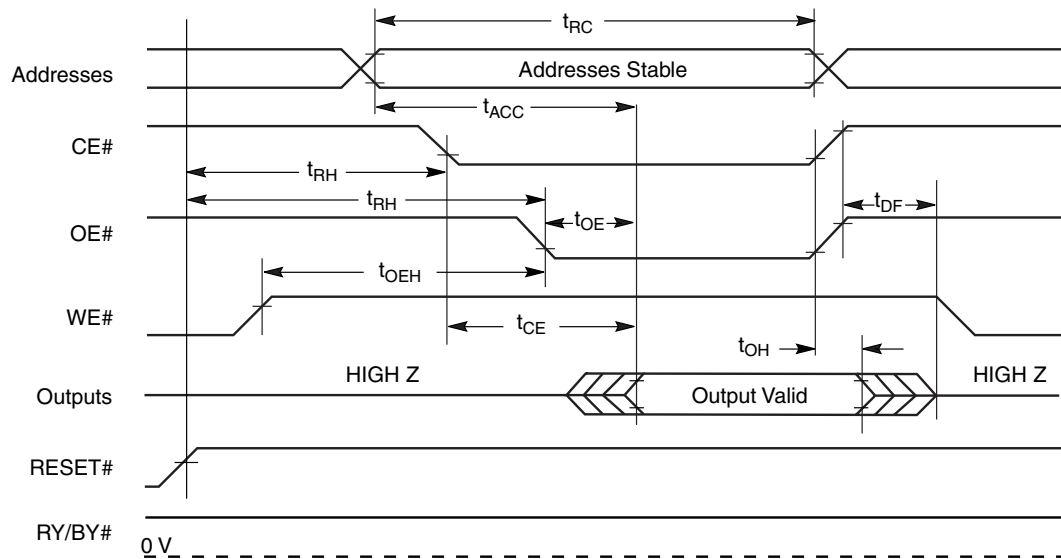 tRC
Addresses
Addresses Stable
tACC
CE#
tRH
tRH
tOE
tDF
OE#
tOEH
WE#
tCE
tOH
HIGH Z
HIGH Z
Outputs
Output Valid
RESET#
RY/BY#
0 V